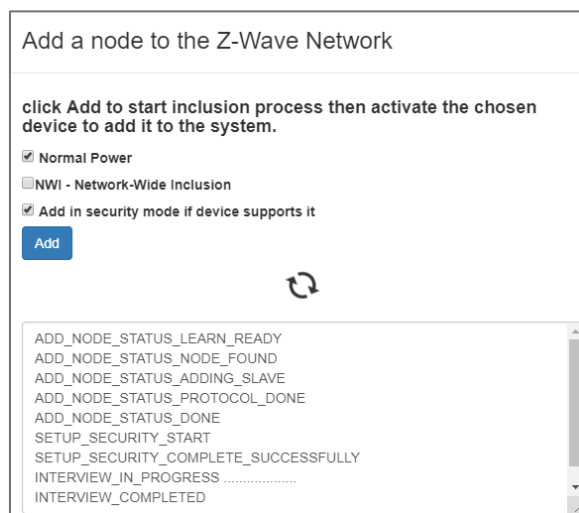 Add a node to the Z-Wave Network
click Add to start inclusion process then activate the chosen
device to add it to the system.
Normal Power
NWI - Network-Wide Inclusion
Add in security mode if device supports it
Add
ADD_NODE_STATUS_LEARN_READY
ADD_NODE_STATUS_NODE_FOUND
ADD_NODE_STATUS_ADDING_SLAVE
ADD_NODE_STATUS_PROTOCOL_DONE
ADD_NODE_STATUS_DONE
SETUP_SECURITY_START
SETUP_SECURITY_COMPLETE_SUCCESSFULLY
INTERVIEW_IN_PROGRESS ...................
INTERVIEW_COMPLETED